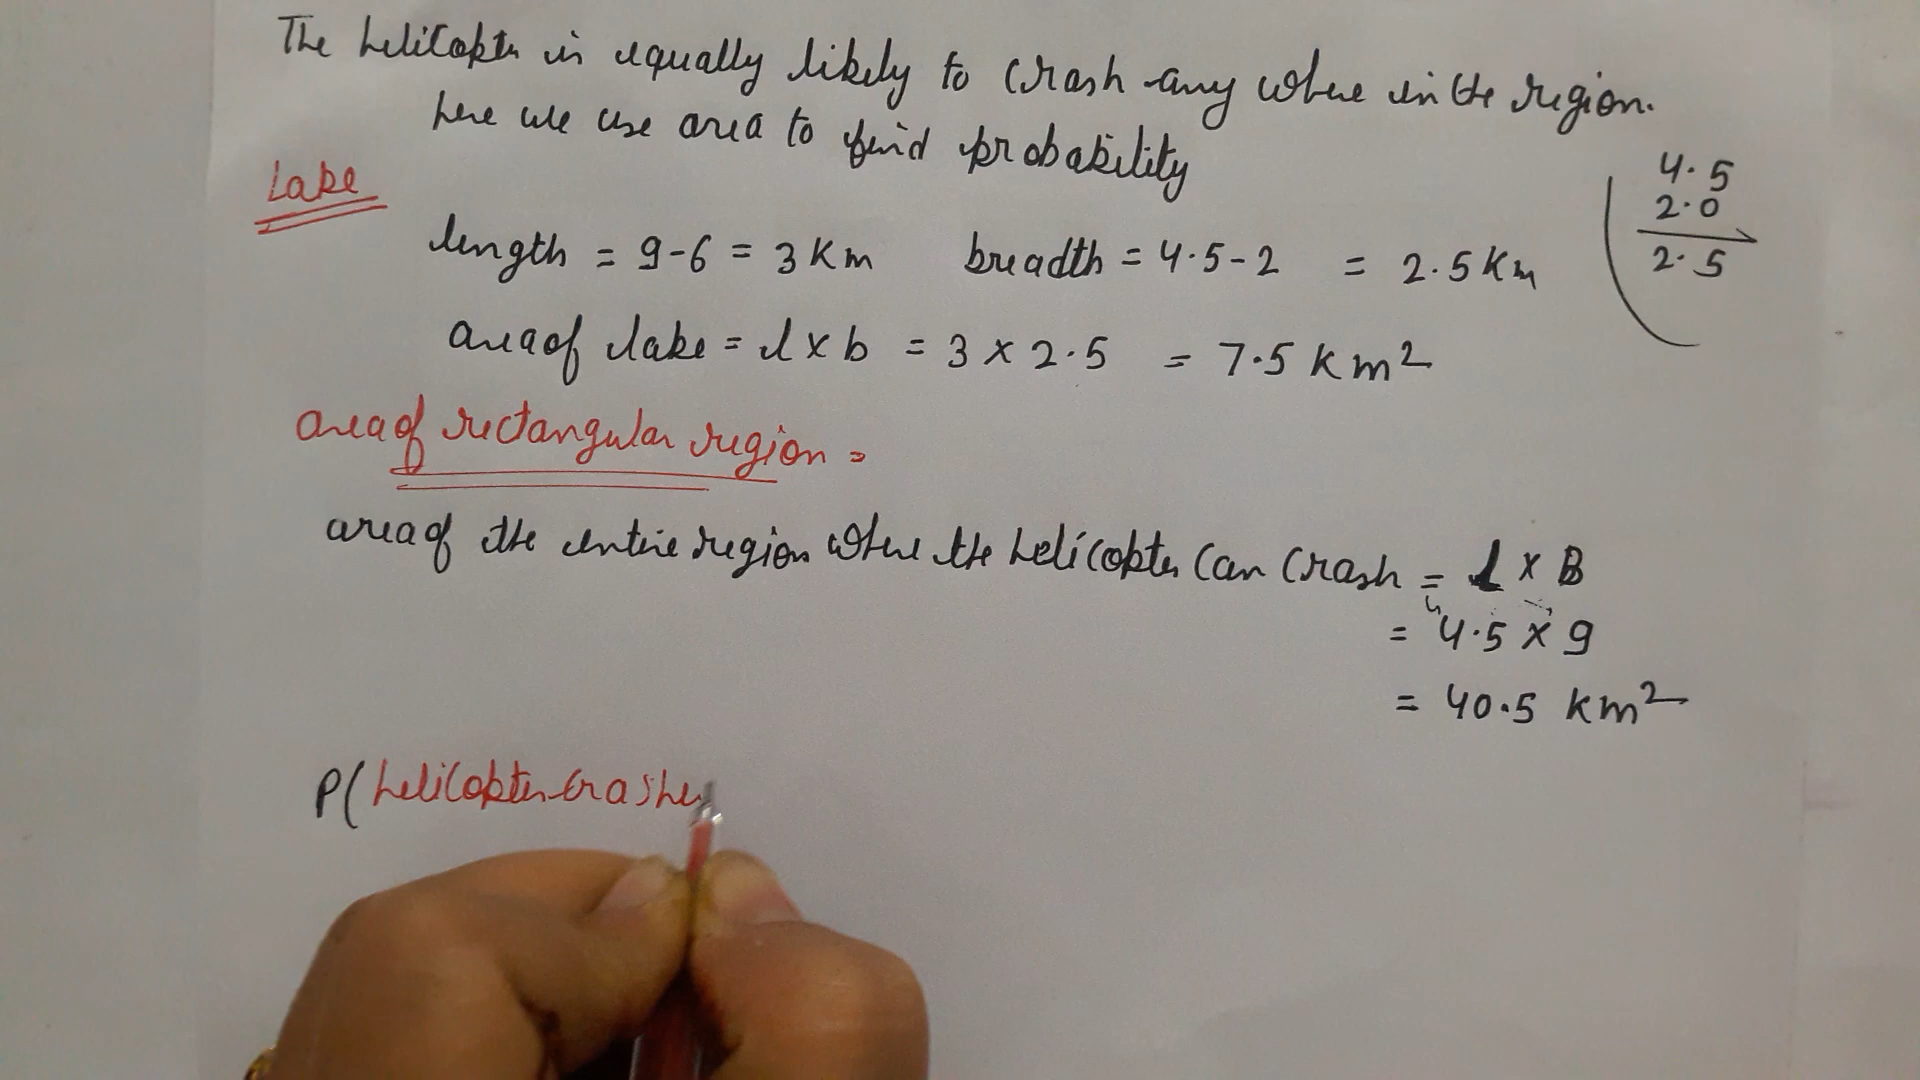 The helicopter is equally likely to crash any where in the region.
here we use area to find probability
Lake
length = 9-6 = 3 Km breadth = 4.5-2 = 2.5 Km
4.5
2.0
2.5
area of lake = l x b = 3 x 2.5 = 7.5 km²
area of rectangular region =
area of the entire region where the helicopter can crash = L x B
= 4.5 x 9
= 40.5 km²
P(helicopter crashes